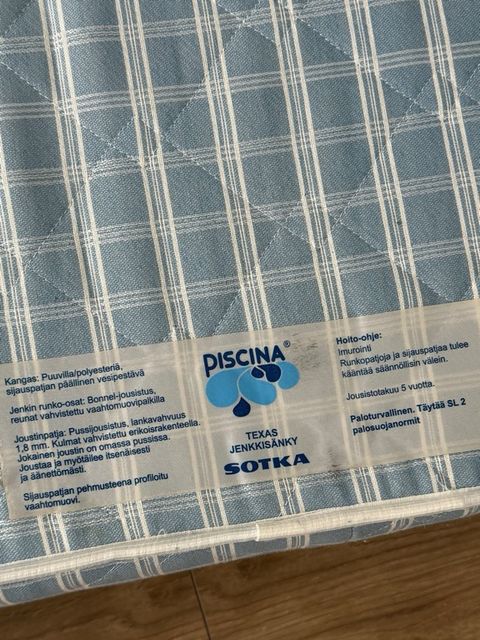 Kangas: Puuvilla/polyesteriä,
sijauspatjan päällinen vesipestävä
Jenkin runko-osat: Bonnel-jousistus,
reunat vahvistettu vaahtomuovipalkilla
Joustinpatja: Pussijousistus, lankavahvuus
1,8 mm. Kulmat vahvistettu erikoisrakenteella.
Jokainen joustin on omassa pussissa.
Joustaa ja myötäilee itsenäisesti
ja äänettömästi.
Sijauspatjan pehmusteena profiloitu
vaahtomuovi.
PISCINA®
TEXAS
JENKKISÄNKY
SOTKA
Hoito-ohje:
Imurointi
Runkopatjoja ja sijauspatjaa tulee
kääntää säännöllisin välein.
Jousistotakuu 5 vuotta.
Paloturvallinen. Täytää SL 2
palosuojanormit